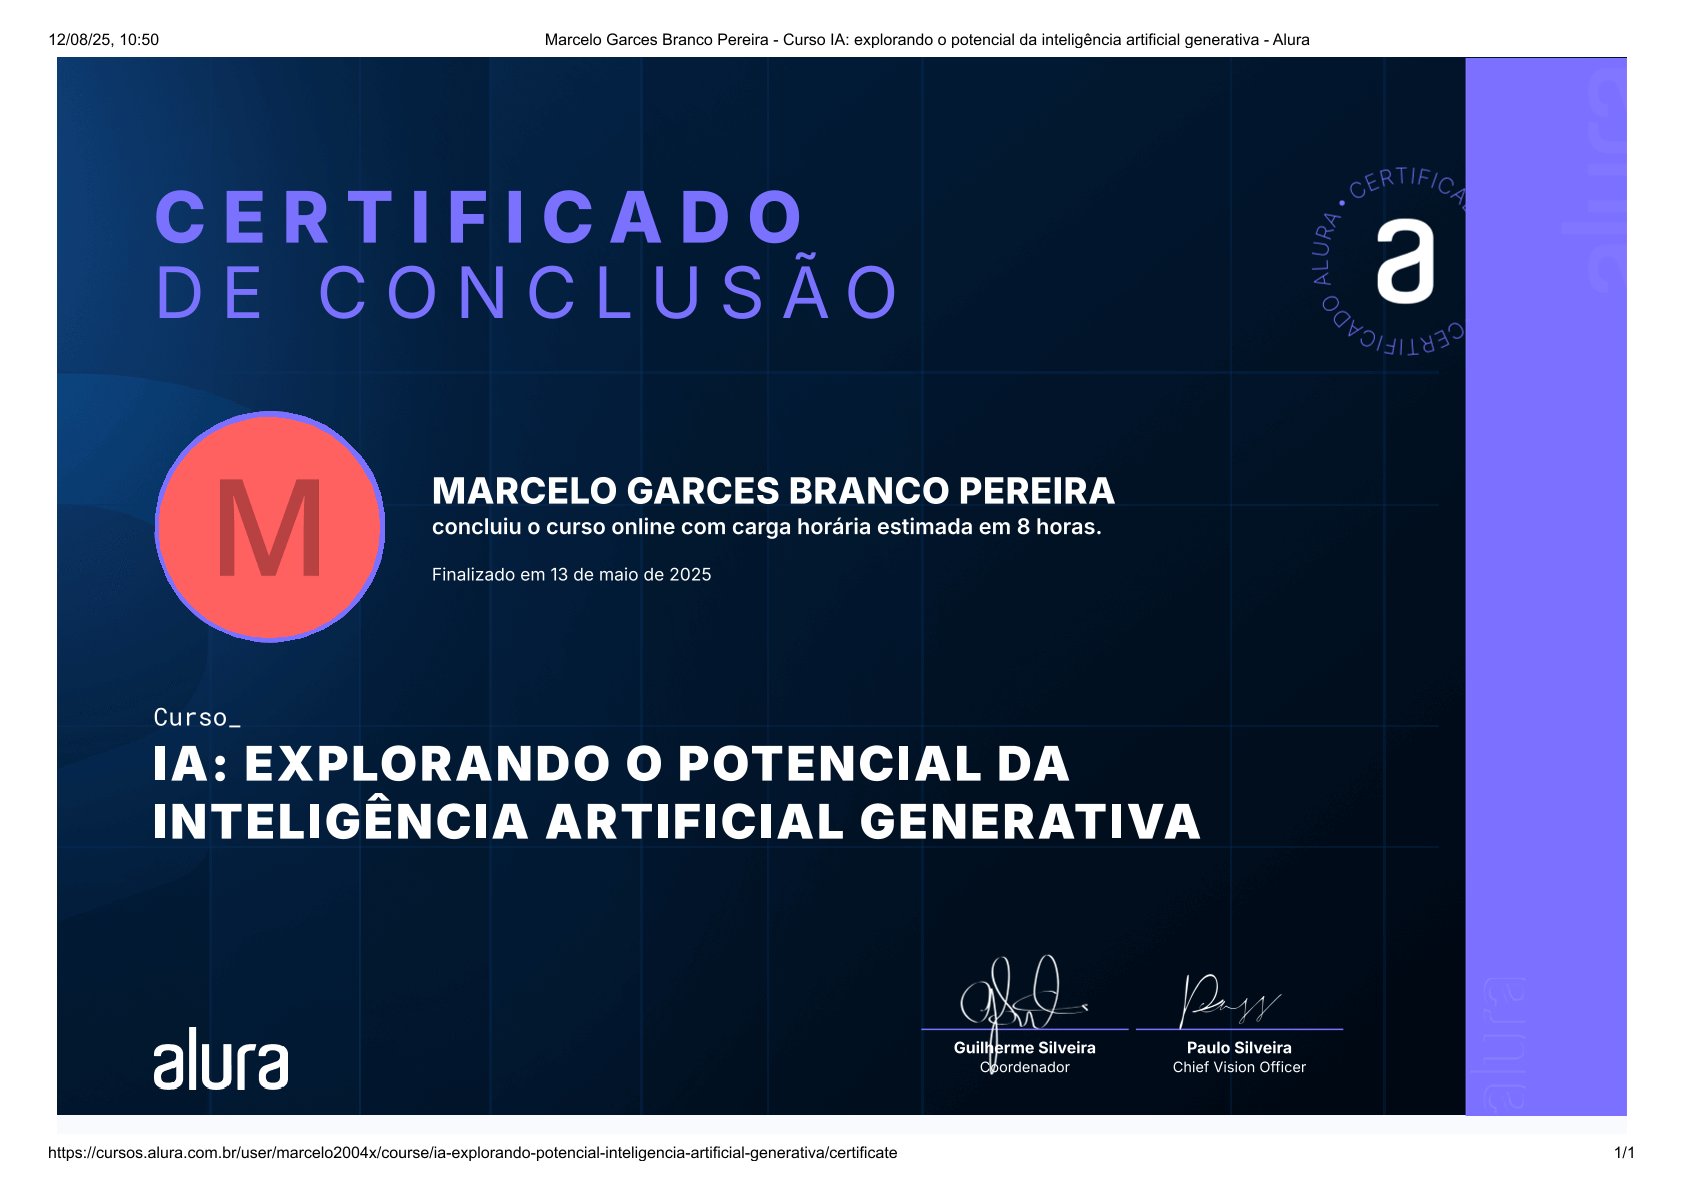 12/08/25, 10:50
Marcelo Garces Branco Pereira - Curso IA: explorando o potencial da inteligência artificial generativa - Alura
CERTIFICADO
DE CONCLUSÃO
CERTIFICADO ALURA • CERTIFICA
a
alura
M
MARCELO GARCES BRANCO PEREIRA
concluiu o curso online com carga horária estimada em 8 horas.
Finalizado em 13 de maio de 2025
Curso_
IA: EXPLORANDO O POTENCIAL DA
INTELIGÊNCIA ARTIFICIAL GENERATIVA
alura
Guilherme Silveira
Coordenador
Paulo Silveira
Chief Vision Officer
alura
https://cursos.alura.com.br/user/marcelo2004x/course/ia-explorando-potencial-inteligencia-artificial-generativa/certificate
1/1